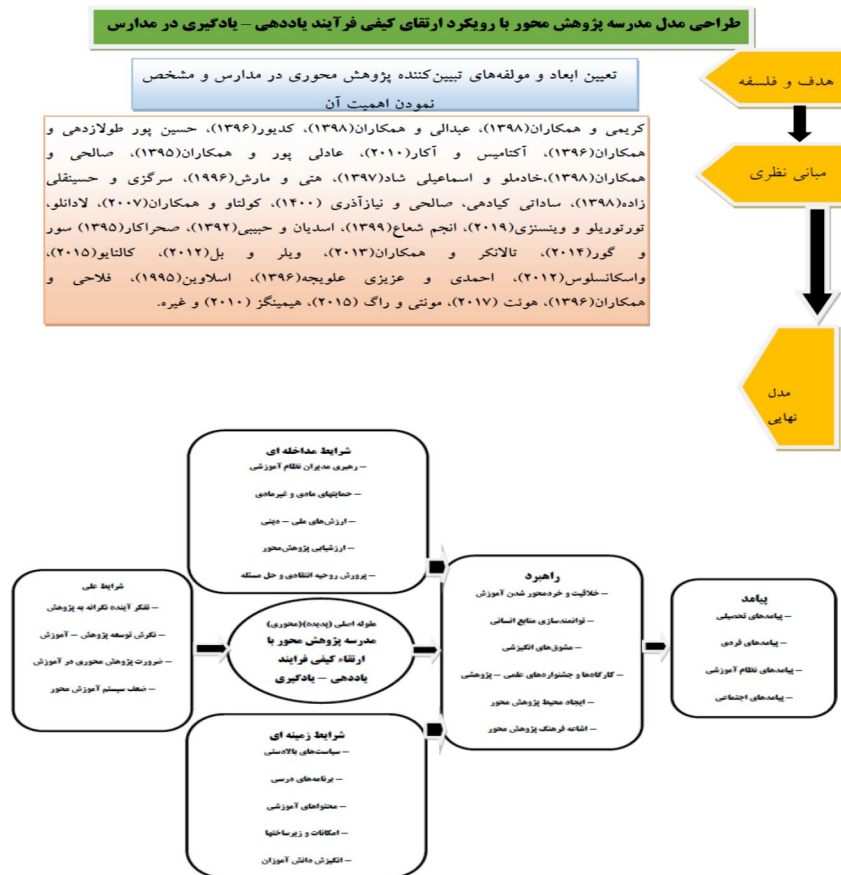 طراحی مدل مدرسه پژوهش محور با رویکرد ارتقای کیفی فرآیند یاددهی – یادگیری در مدارس
هدف و فلسفه
تعیین ابعاد و مولفه‌های تبیین‌کننده پژوهش محوری در مدارس و مشخص
نمودن اهمیت آن
مبانی نظری
کریمی و همکاران(۱۳۹۸)، عبدالی و همکاران(۱۳۹۸)، کدیور(۱۳۹۶)، حسین پور طولازدهی و
همکاران(۱۳۹۶)، آکتامیس و آکار(۲۰۱۰)، عادلی پور و همکاران(۱۳۹۵)، صالحی و
همکاران(۱۳۹۸)،خادملو و اسماعیلی شاد(۱۳۹۷)، هتی و مارش(۱۹۹۶)، سرگزی و حسینقلی
زاده(۱۳۹۸)، ساداتی کیادهی، صالحی و نیازآذری (۱۴۰۰)، کولتاو و همکاران(۲۰۰۷)، لادانلو،
تورتوریلو و وینسنزی(۲۰۱۹)، انجم شعاع(۱۳۹۹)، اسدیان و حبیبی(۱۳۹۲)، صحراکار(۱۳۹۵) سور
و گور(۲۰۱۴)، تالانکر و همکاران(۲۰۱۳)، ویلر و بل(۲۰۱۲)، کالتایو(۲۰۱۵)،
واسکانسلوس(۲۰۱۲)، احمدی و عزیزی علویجه(۱۳۹۶)، اسلاوین(۱۹۹۵)، فلاحی و
همکاران(۱۳۹۶)، هوئت (۲۰۱۷)، مونتی و راگ (۲۰۱۵)، هیمینگز (۲۰۱۰) و غیره.
مدل
نهایی
شرایط مداخله ای
– رهبری مدیران نظام آموزشی
– حمایتهای مادی و غیرمادی
– ارزش‌های ملی – دینی
– ارزشیابی پژوهش‌محور
– پرورش روحیه انتقادی و حل مسئله
شرایط علی
– تفکر آینده نگرانه به پژوهش
– نگرش توسعه پژوهش – آموزش
– ضرورت پژوهش محوری در آموزش
– ضعف سیستم آموزش محور
مقوله اصلی (پدیده)(محوری)
مدرسه پژوهش محور با
ارتقاء کیفی فرایند
یاددهی – یادگیری
شرایط زمینه ای
– سیاست‌های بالادستی
– برنامه‌های درسی
– محتواهای آموزشی
– امکانات و زیرساختها
– انگیزش دانش آموزان
راهبرد
– خلاقیت و خردمحور شدن آموزش
– توانمندسازی منابع انسانی
– مشوق‌های انگیزشی
– کارگاه‌ها و جشنواره‌های علمی – پژوهشی
– ایجاد محیط پژوهش محور
– اشاعه فرهنگ پژوهش محور
پیامد
– پیامدهای تحصیلی
– پیامدهای فردی
– پیامدهای نظام آموزشی
– پیامدهای اجتماعی